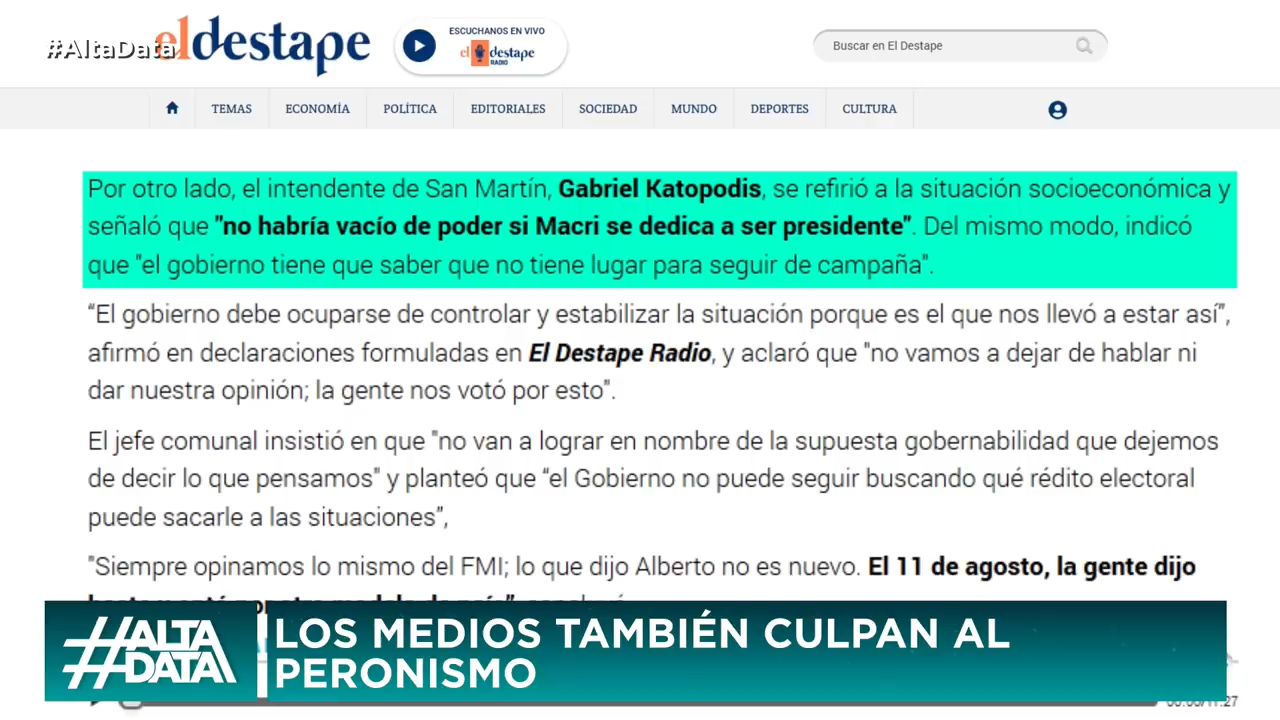 #AltaData
el destape
ESCUCHANOS EN VIVO
el destape
RADIO
Buscar en El Destape
TEMAS
ECONOMÍA
POLÍTICA
EDITORIALES
SOCIEDAD
MUNDO
DEPORTES
CULTURA
Por otro lado, el intendente de San Martín, Gabriel Katopodis, se refirió a la situación socioeconómica y
señaló que "no habría vacío de poder si Macri se dedica a ser presidente". Del mismo modo, indicó
que "el gobierno tiene que saber que no tiene lugar para seguir de campaña".
“El gobierno debe ocuparse de controlar y estabilizar la situación porque es el que nos llevó a estar así”,
afirmó en declaraciones formuladas en El Destape Radio, y aclaró que "no vamos a dejar de hablar ni
dar nuestra opinión; la gente nos votó por esto".
El jefe comunal insistió en que "no van a lograr en nombre de la supuesta gobernabilidad que dejemos
de decir lo que pensamos" y planteó que “el Gobierno no puede seguir buscando qué rédito electoral
puede sacarle a las situaciones”,
"Siempre opinamos lo mismo del FMI; lo que dijo Alberto no es nuevo. El 11 de agosto, la gente dijo
#ALTA
DATA
LOS MEDIOS TAMBIÉN CULPAN AL
PERONISMO